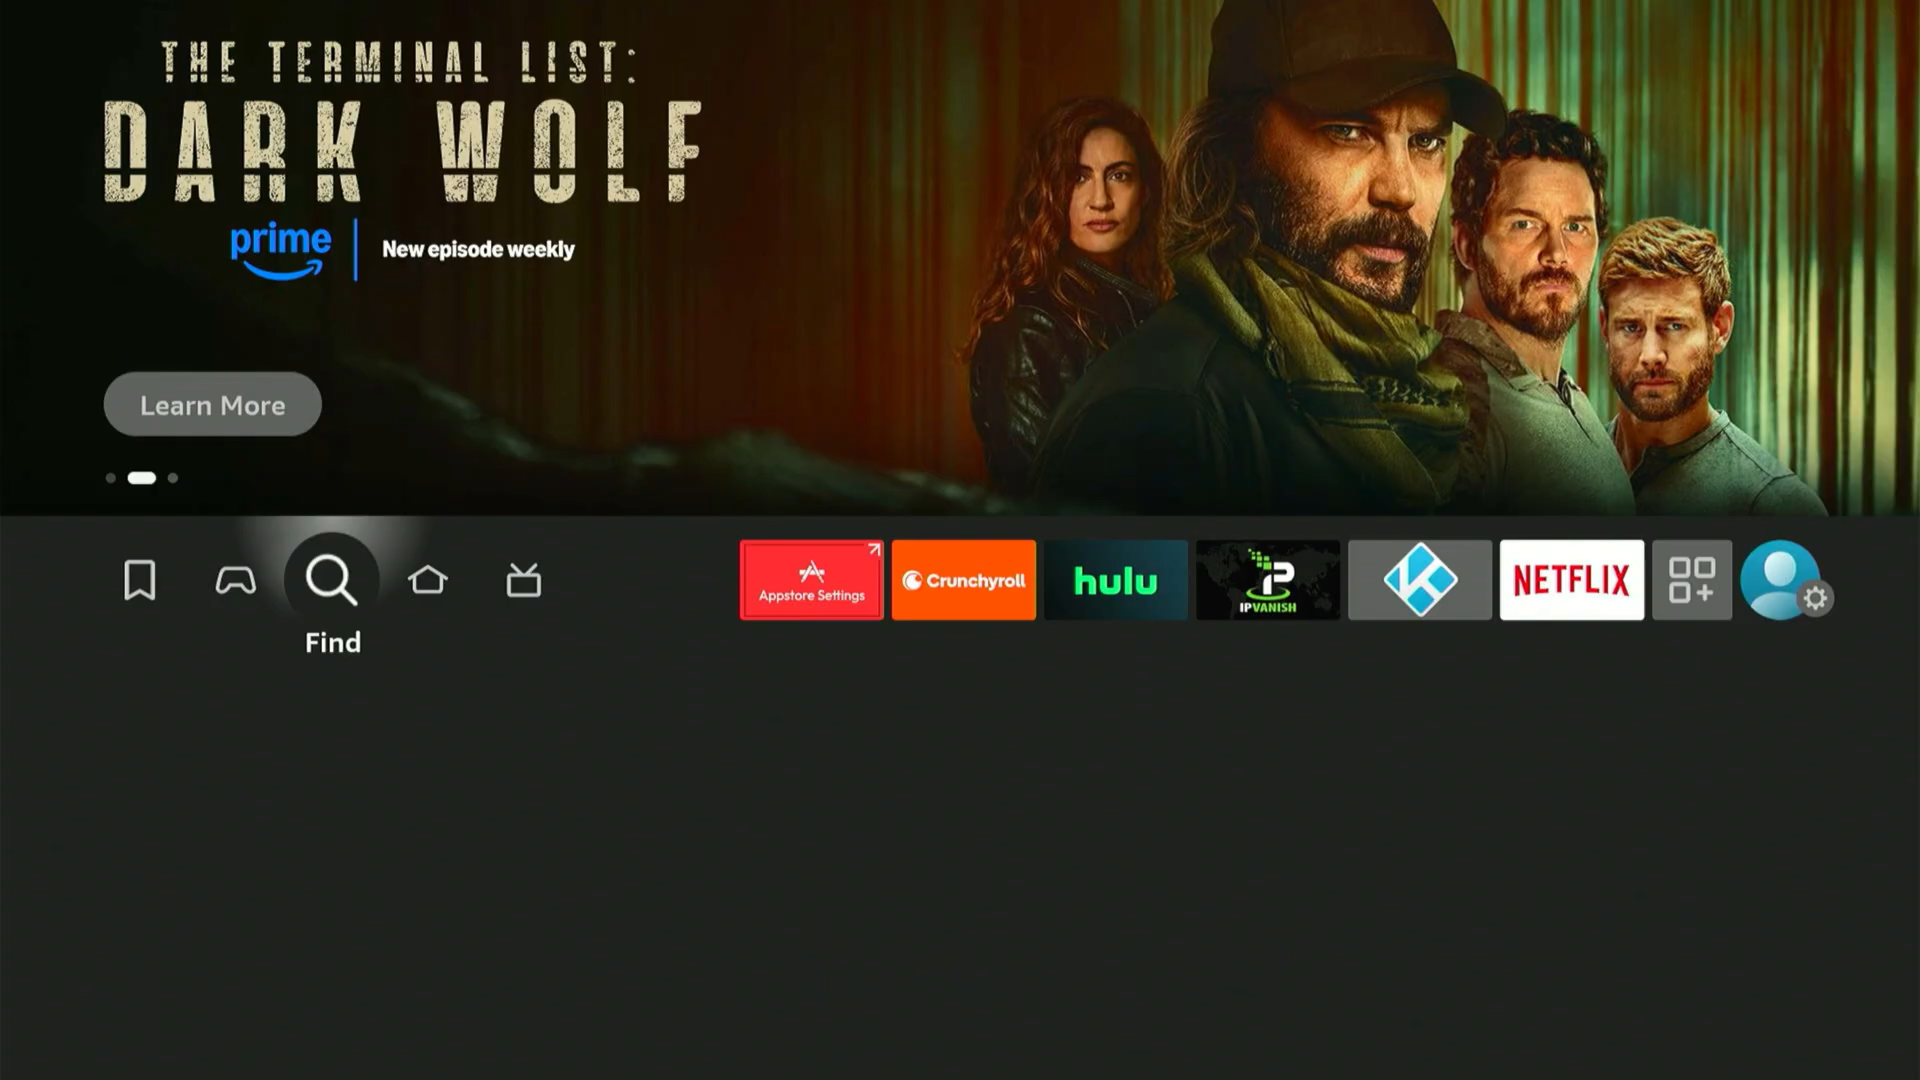 THE TERMINAL LIST:
DARK WOLF
prime
New episode weekly
Learn More
Find
Appstore Settings
Crunchyroll
hulu
IPVANISH
NETFLIX